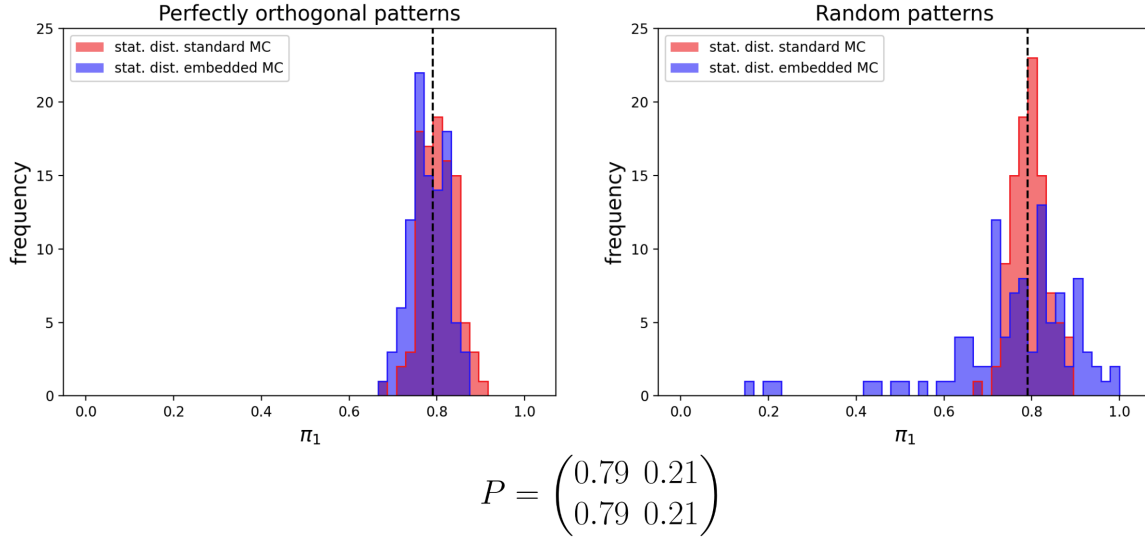 Perfectly orthogonal patterns
25
20
15
10
5
0
frequency
stat. dist. standard MC
stat. dist. embedded MC
0.0 0.2 0.4 0.6 0.8 1.0
π₁
Random patterns
25
20
15
10
5
0
frequency
stat. dist. standard MC
stat. dist. embedded MC
0.0 0.2 0.4 0.6 0.8 1.0
π₁
P = (0.79 0.21
0.79 0.21)